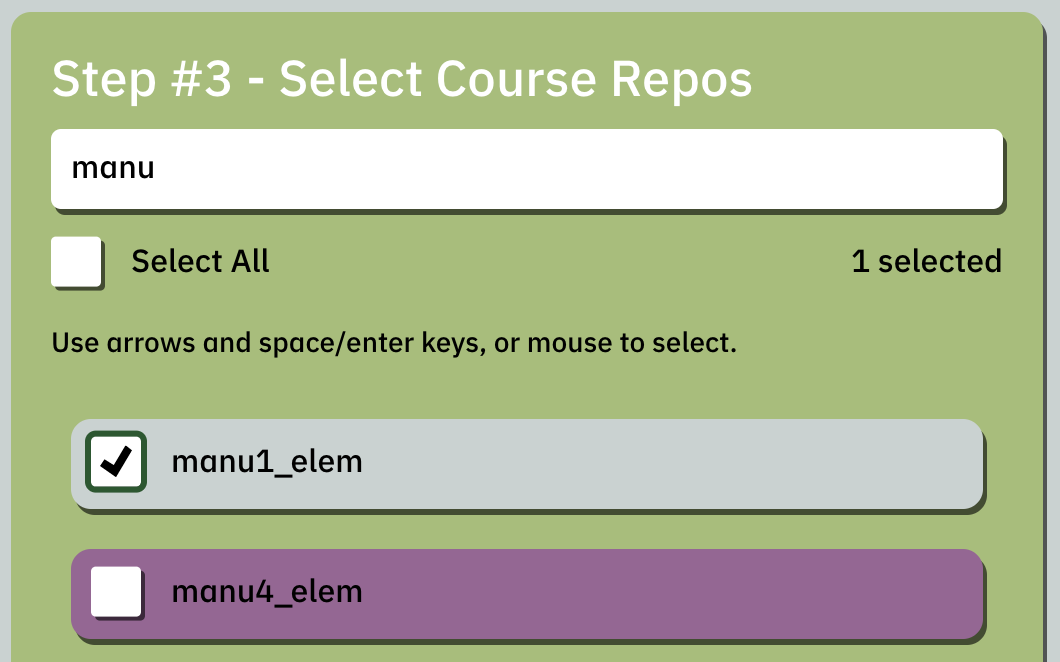 Step #3 - Select Course Repos
manu
Select All 1 selected
Use arrows and space/enter keys, or mouse to select.
manu1_elem
manu4_elem